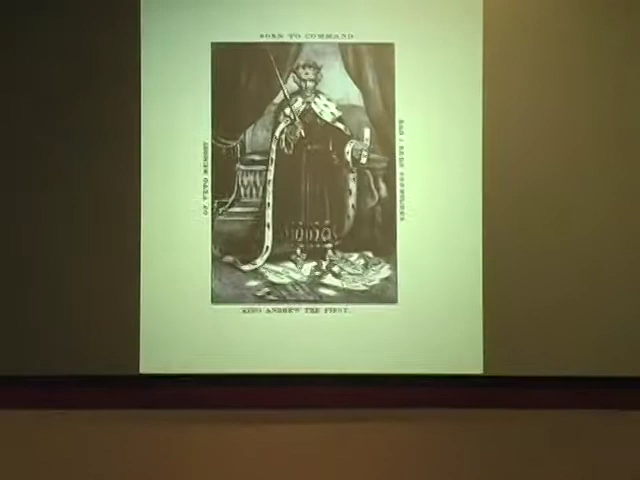 BORN TO COMMAND.
OF VETO MEMORY
HAD I BEEN CONSULTED
KING ANDREW THE FIRST.